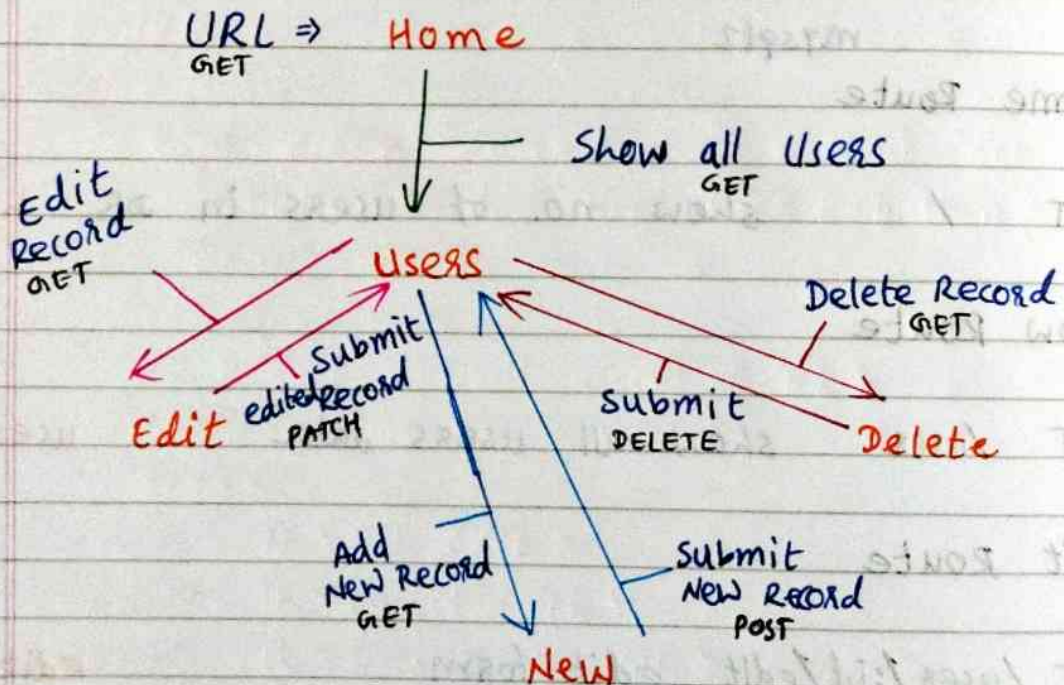 URL ⇒ Home
GET
Show all Users
GET
Edit
Record
GET
Users
Delete Record
GET
Submit
edited Record
PATCH
Edit
Submit
DELETE
Delete
Add
New Record
GET
Submit
New Record
POST
New